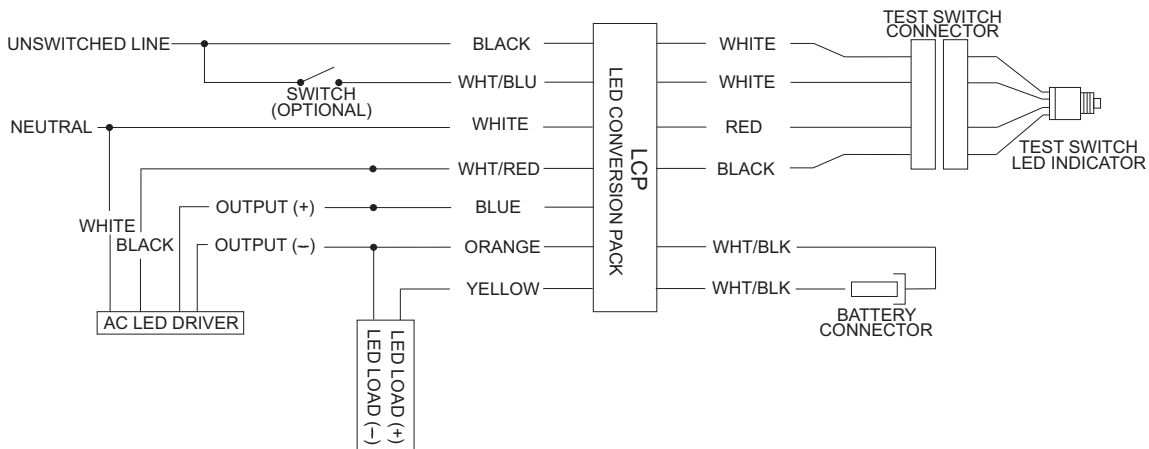 UNSWITCHED LINE
BLACK
SWITCH
(OPTIONAL)
WHT/BLU
NEUTRAL
WHITE
WHT/RED
OUTPUT (+)
BLUE
WHITE
BLACK
OUTPUT (–)
ORANGE
YELLOW
AC LED DRIVER
LED LOAD (–)
LED LOAD (+)
LCP
LED CONVERSION PACK
WHITE
WHITE
RED
BLACK
WHT/BLK
WHT/BLK
TEST SWITCH
CONNECTOR
TEST SWITCH
LED INDICATOR
BATTERY
CONNECTOR